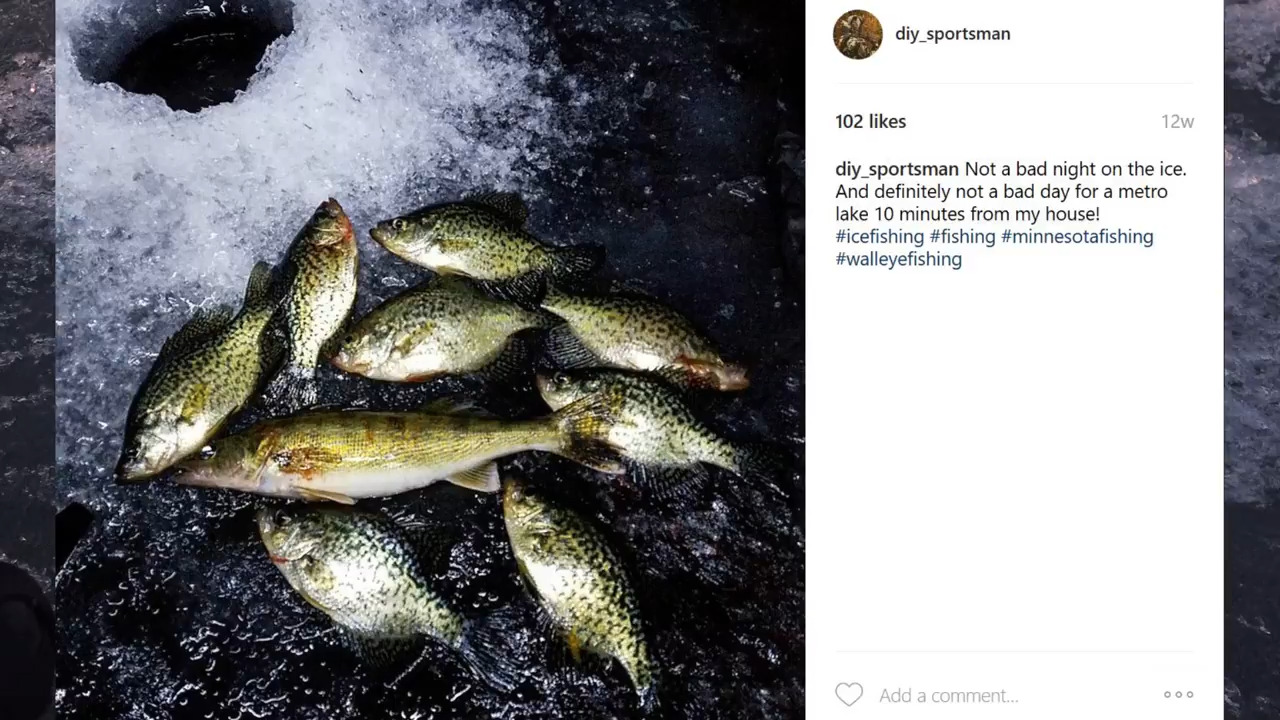 diy_sportsman
102 likes
12w
diy_sportsman Not a bad night on the ice.
And definitely not a bad day for a metro
lake 10 minutes from my house!
#icefishing #fishing #minnesotafishing
#walleyefishing
Add a comment...